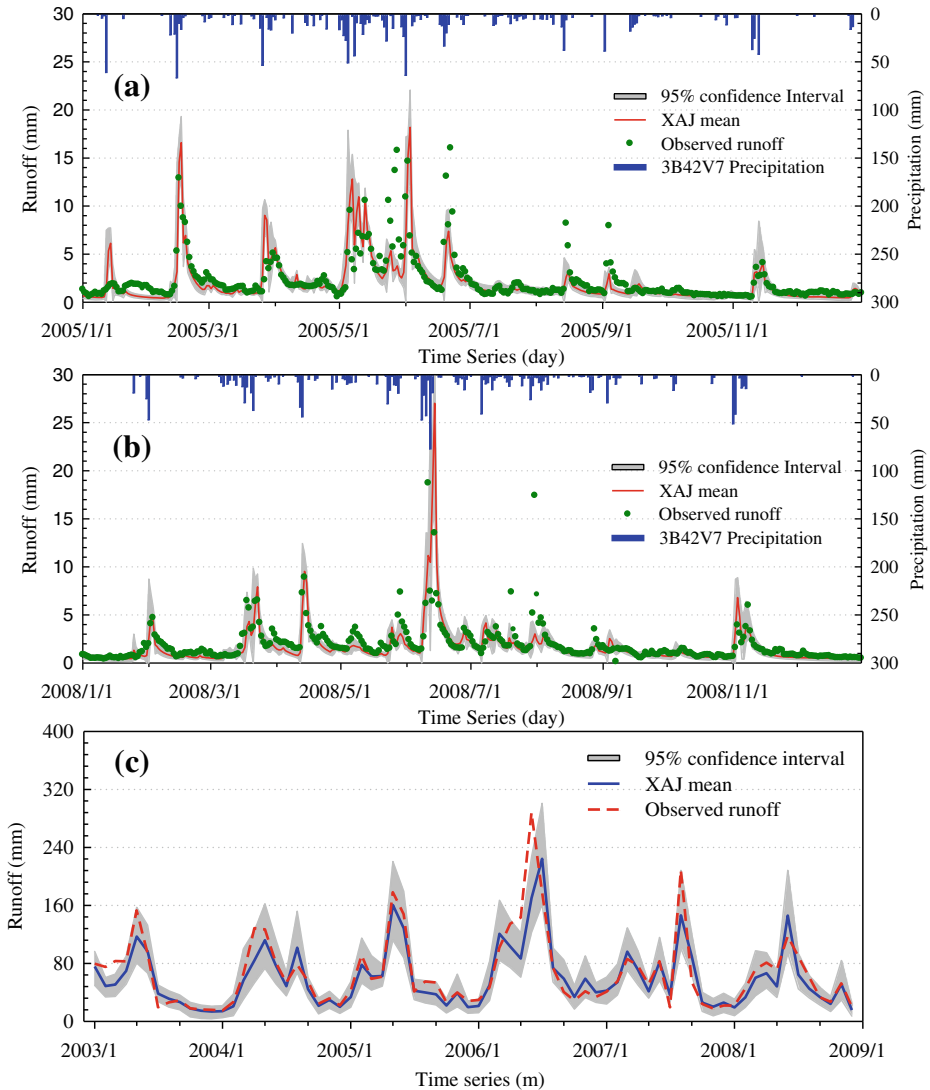 30
25
20
15
10
5
0
Runoff (mm)
(a)
95% confidence Interval
XAJ mean
Observed runoff
3B42V7 Precipitation
0
50
100
150
200
250
300
Precipitation (mm)
2005/1/1 2005/3/1 2005/5/1 2005/7/1 2005/9/1 2005/11/1
Time Series (day)
30
25
20
15
10
5
0
Runoff (mm)
(b)
95% confidence Interval
XAJ mean
Observed runoff
3B42V7 Precipitation
0
50
100
150
200
250
300
Precipitation (mm)
2008/1/1 2008/3/1 2008/5/1 2008/7/1 2008/9/1 2008/11/1
Time Series (day)
400
320
240
160
80
0
Runoff (mm)
(c)
95% confidence interval
XAJ mean
Observed runoff
2003/1 2004/1 2005/1 2006/1 2007/1 2008/1 2009/1
Time series (m)